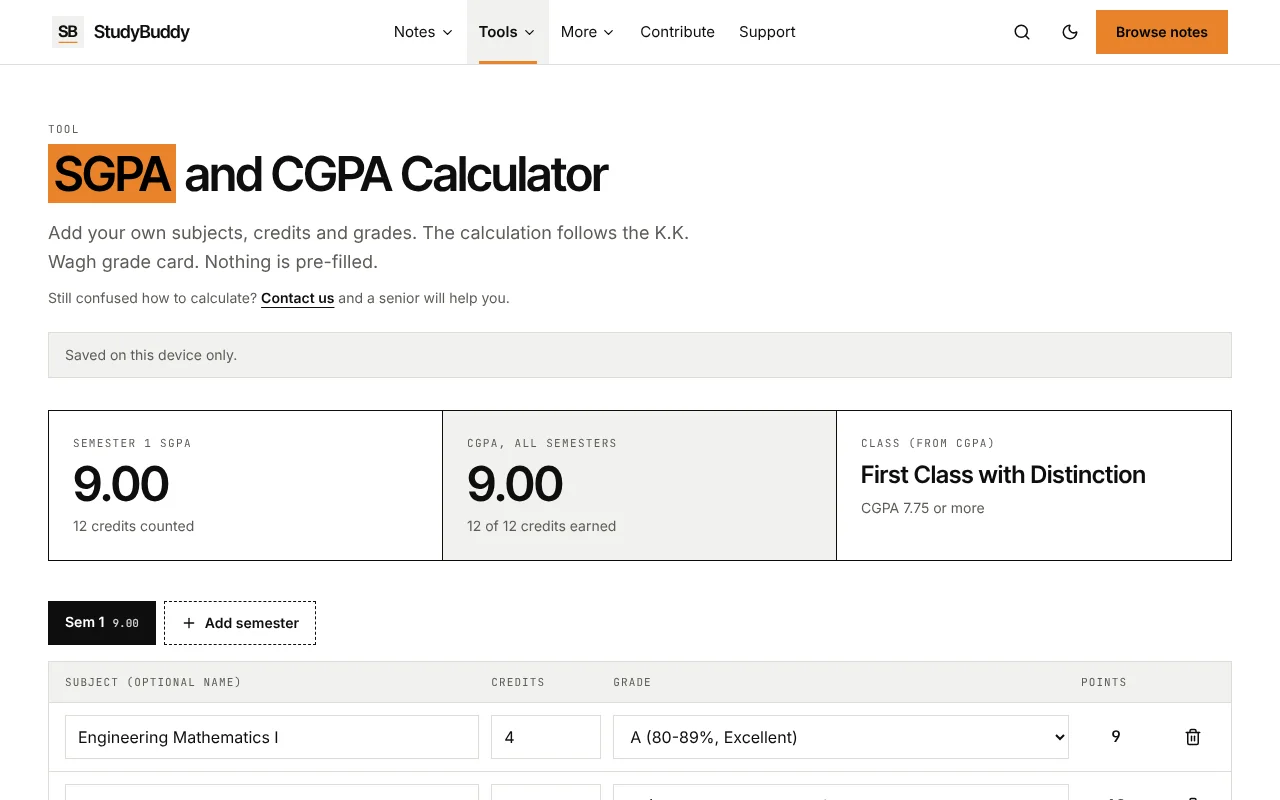 SB StudyBuddy Notes Tools More Contribute Support Browse notes
TOOL
SGPA and CGPA Calculator
Add your own subjects, credits and grades. The calculation follows the K.K.
Wagh grade card. Nothing is pre-filled.
Still confused how to calculate? Contact us and a senior will help you.
Saved on this device only.
SEMESTER 1 SGPA
9.00
12 credits counted
CGPA, ALL SEMESTERS
9.00
12 of 12 credits earned
CLASS (FROM CGPA)
First Class with Distinction
CGPA 7.75 or more
Sem 1 9.00 + Add semester
SUBJECT (OPTIONAL NAME) CREDITS GRADE POINTS
Engineering Mathematics I 4 A (80-89%, Excellent) 9